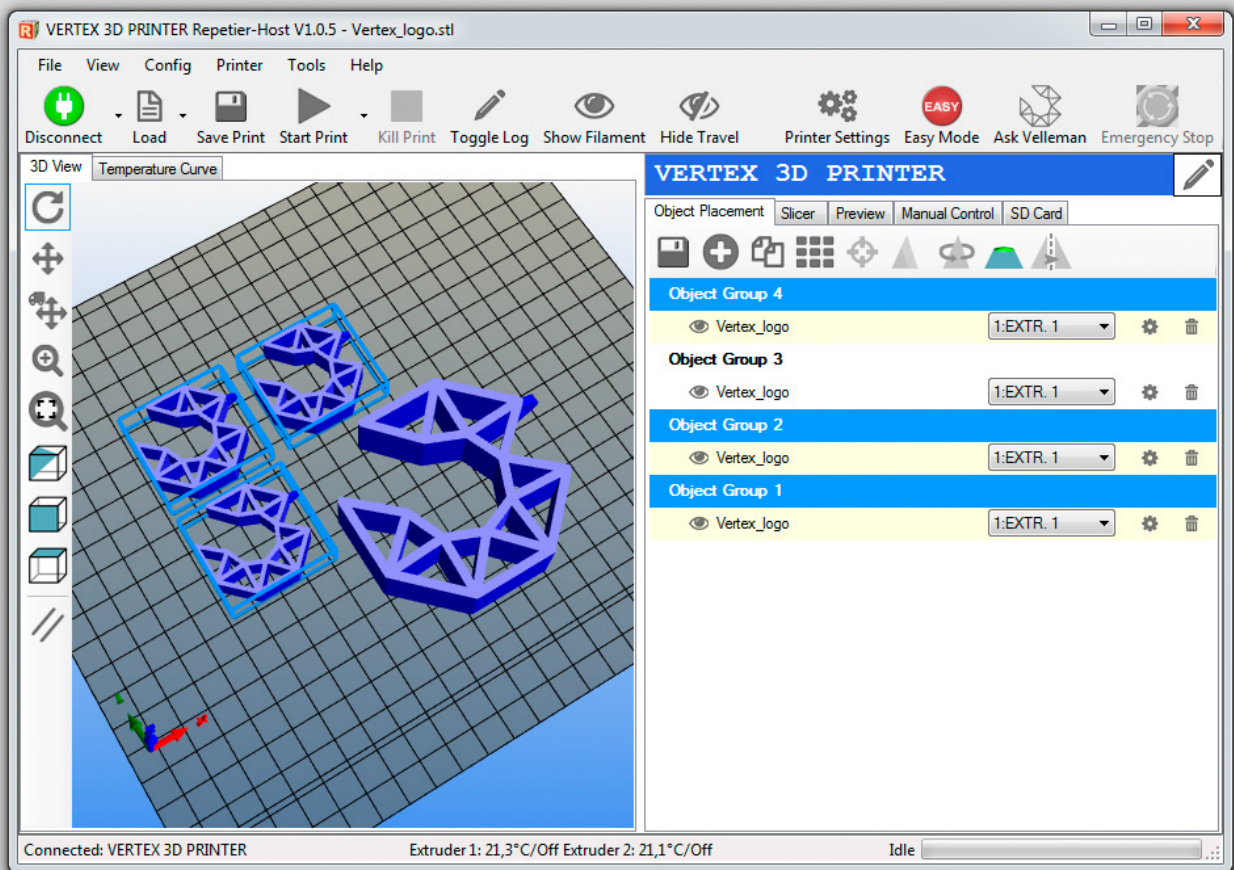 VERTEX 3D PRINTER Repetier-Host V1.0.5 - Vertex_logo.stl
File View Config Printer Tools Help
EASY
Disconnect Load Save Print Start Print Kill Print Toggle Log Show Filament Hide Travel Printer Settings Easy Mode Ask Velleman Emergency Stop
3D View Temperature Curve
VERTEX 3D PRINTER
Object Placement Slicer Preview Manual Control SD Card
Object Group 4
Vertex_logo 1:EXTR. 1
Object Group 3
Vertex_logo 1:EXTR. 1
Object Group 2
Vertex_logo 1:EXTR. 1
Object Group 1
Vertex_logo 1:EXTR. 1
Connected: VERTEX 3D PRINTER Extruder 1: 21,3°C/Off Extruder 2: 21,1°C/Off Idle